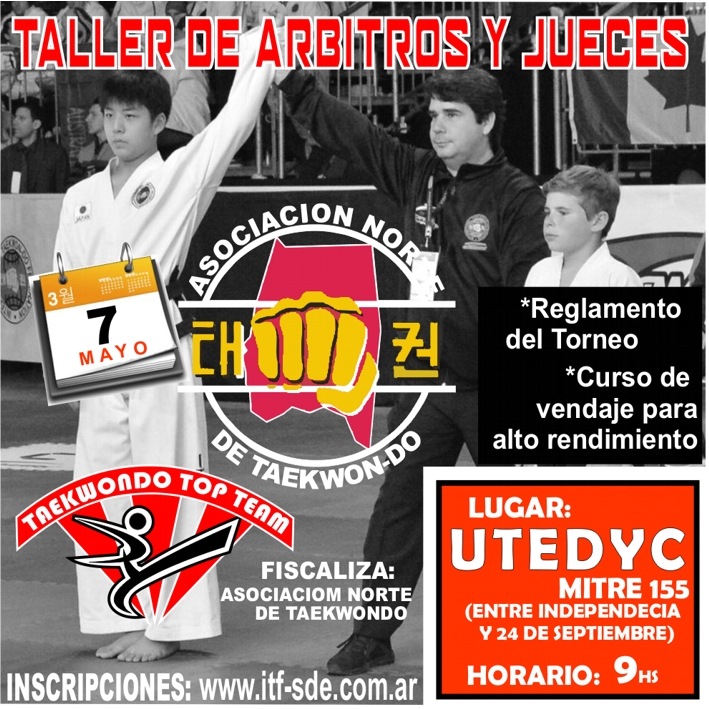 TALLER DE ARBITROS Y JUECES
JAPAN
ASOCIACION NORTE
태 권
DE TAEKWON-DO
3월
7
MAYO
*Reglamento
del Torneo
*Curso de
vendaje para
alto rendimiento
TAEKWONDO TOP TEAM
FISCALIZA:
ASOCIACIOM NORTE
DE TAEKWONDO
LUGAR:
UTEDYC
MITRE 155
(ENTRE INDEPENDECIA
Y 24 DE SEPTIEMBRE)
HORARIO: 9HS
INSCRIPCIONES: www.itf-sde.com.ar